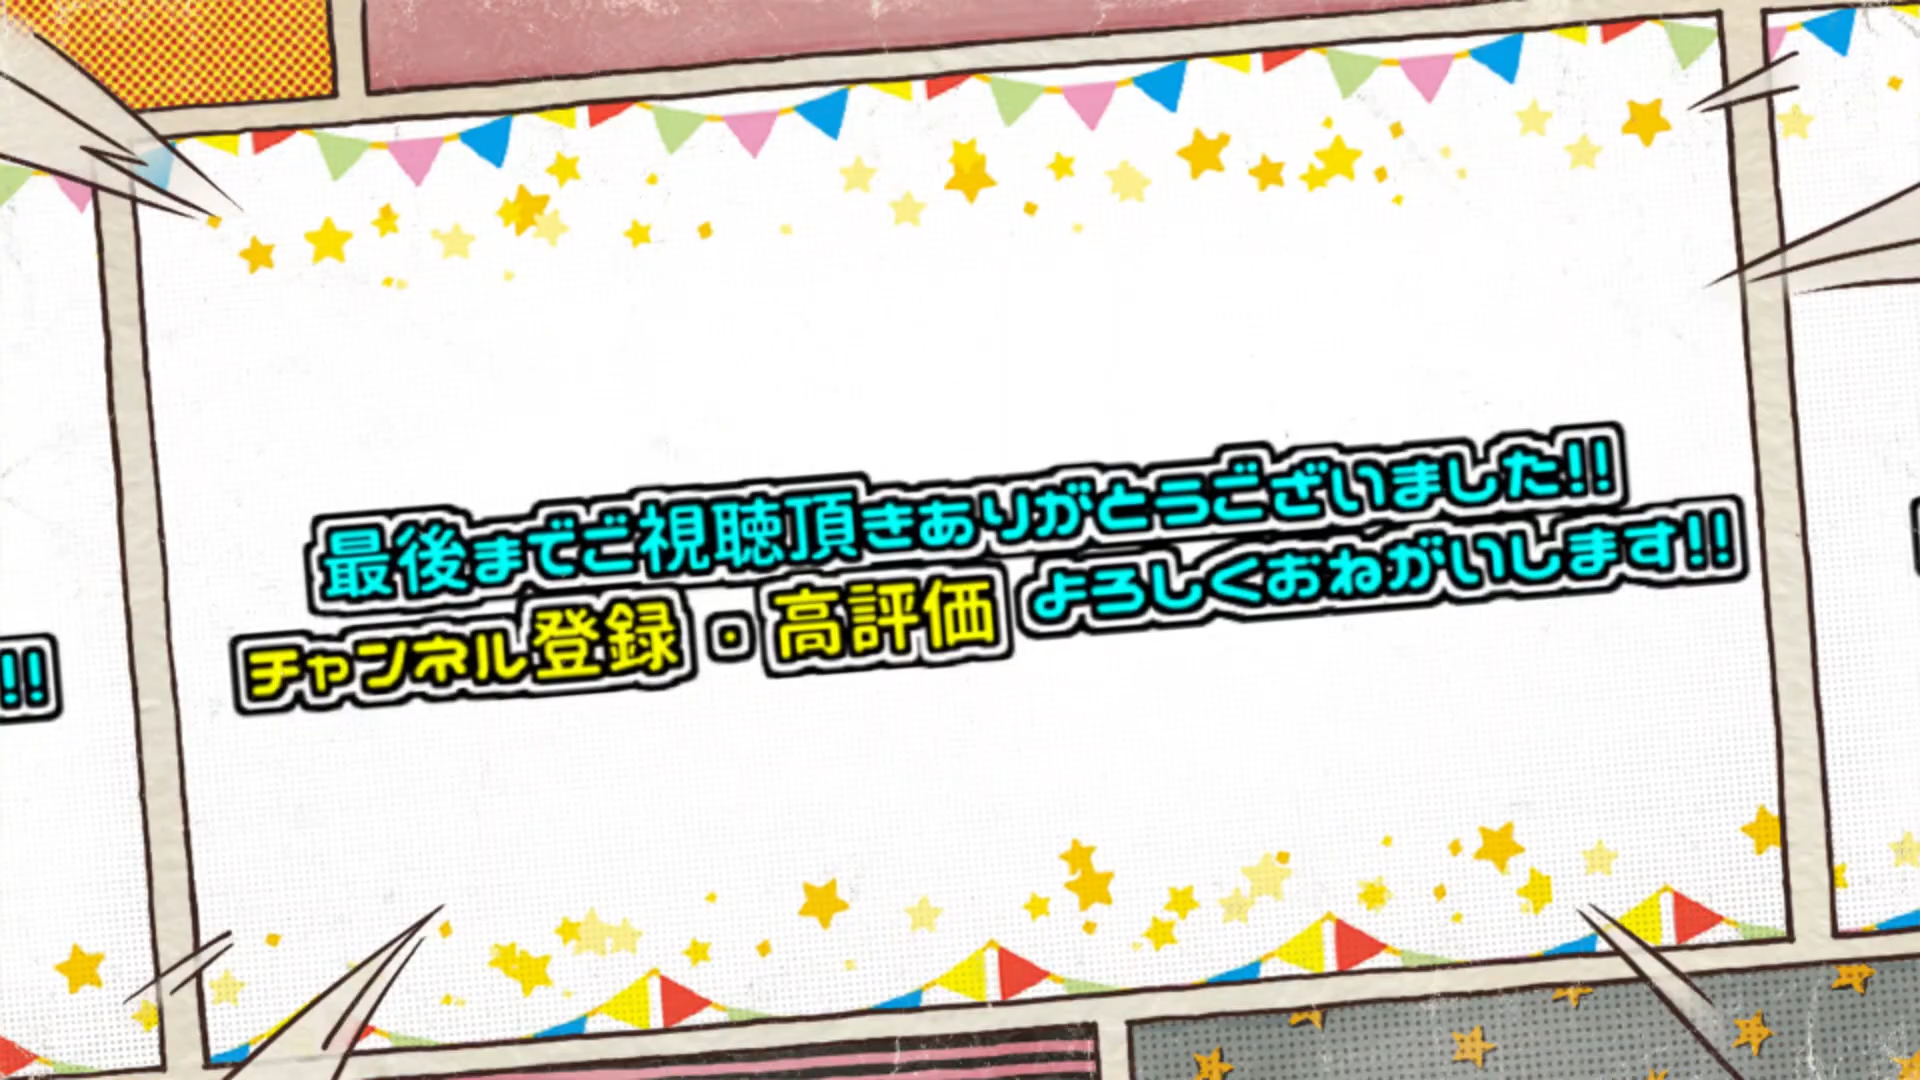 最後までご視聴頂きありがとうございました!!
チャンネル登録・高評価 よろしくおねがいします!!
!!